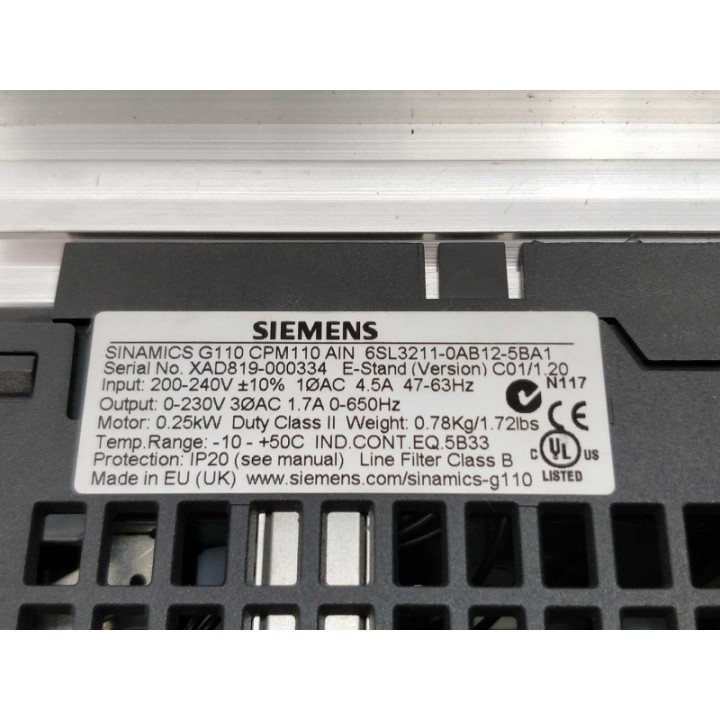 SIEMENS
SINAMICS G110 CPM110 AIN 6SL3211-0AB12-5BA1
Serial No. XAD819-000334 E-Stand (Version) C01/1.20
Input: 200-240V ±10% 1ØAC 4.5A 47-63Hz
N117
Output: 0-230V 3ØAC 1.7A 0-650Hz
Motor: 0.25kW Duty Class II Weight: 0.78Kg/1.72lbs
CE
Temp.Range: -10 - +50C IND.CONT.EQ.5B33
Protection: IP20 (see manual) Line Filter Class B
C UL US
LISTED
Made in EU (UK) www.siemens.com/sinamics-g110